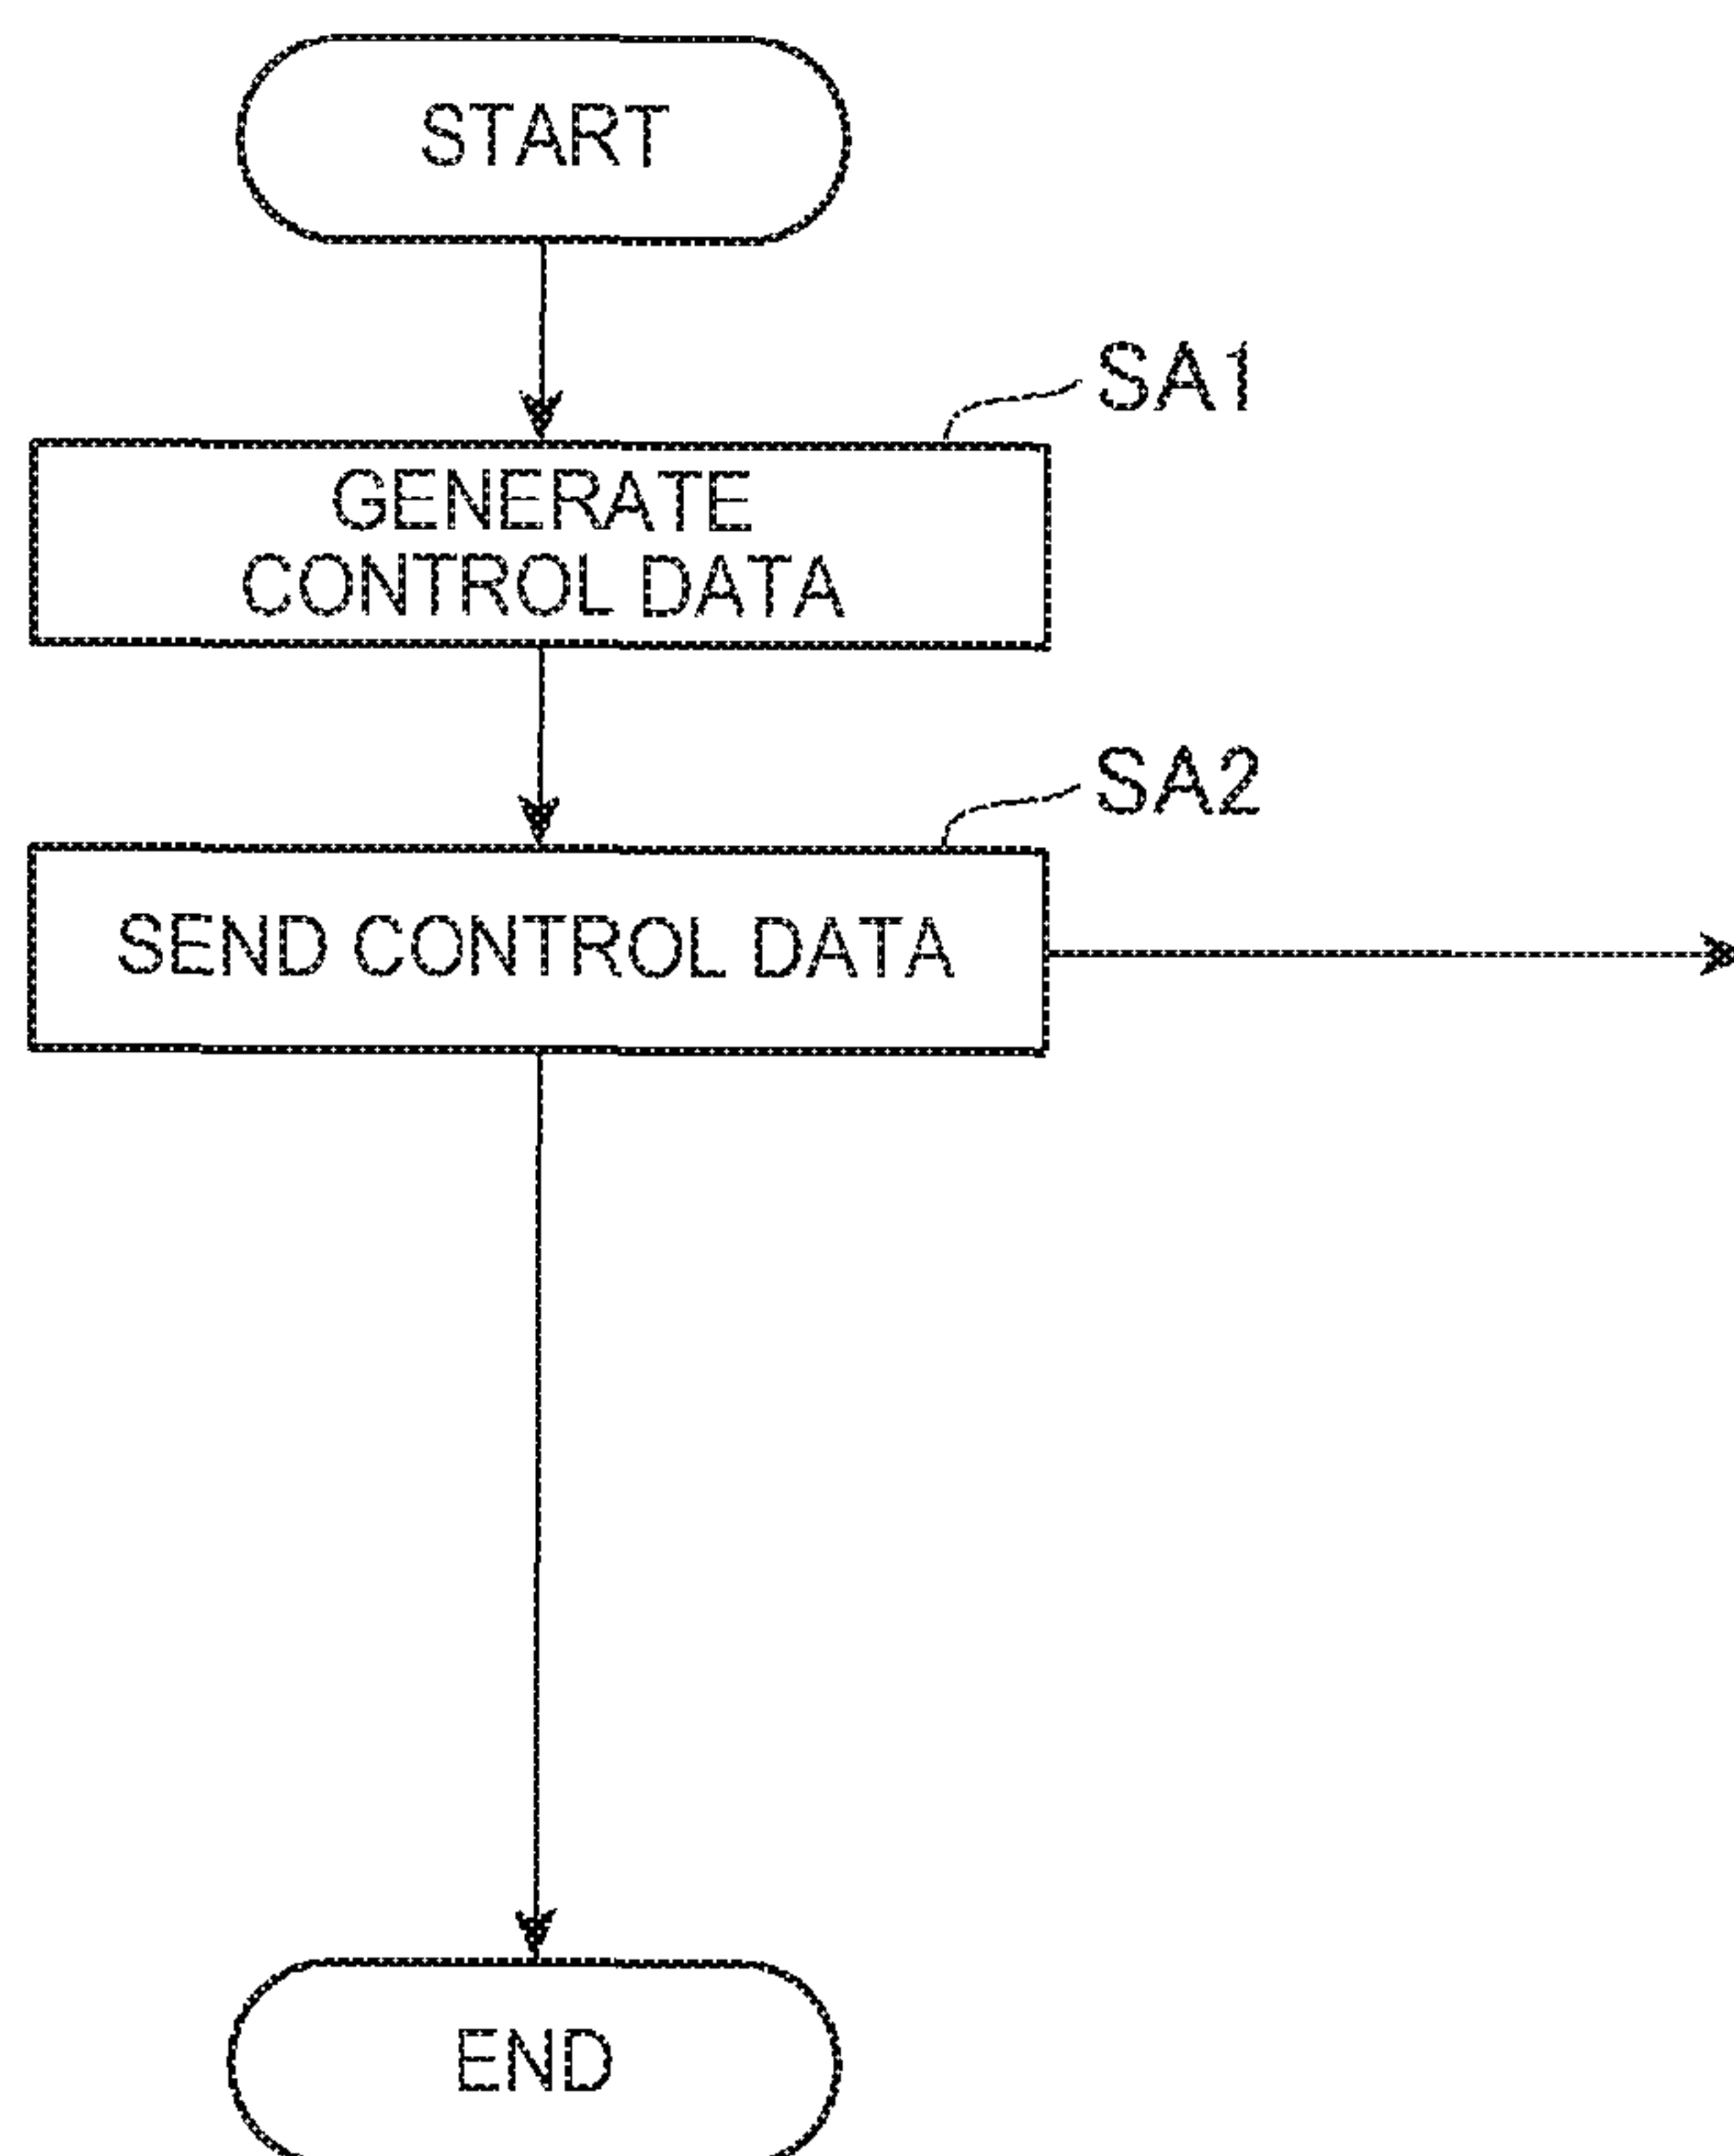 START
SA1
GENERATE
CONTROL DATA
SA2
SEND CONTROL DATA
END